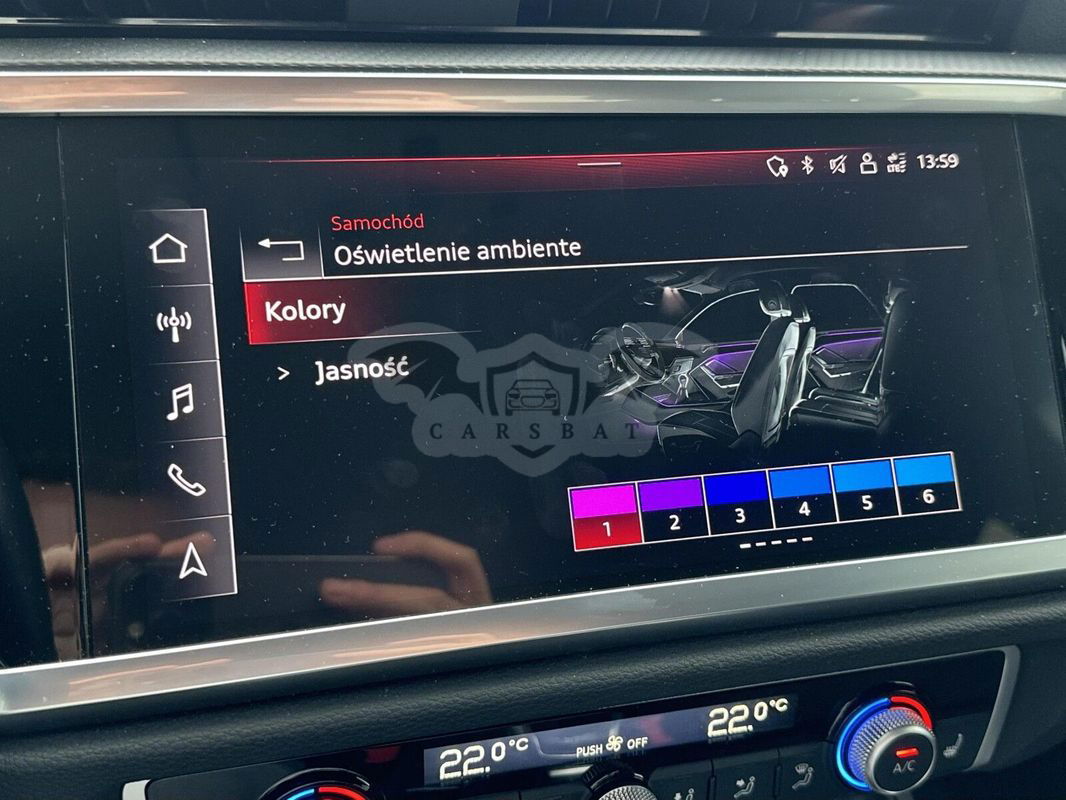 13:59
Samochód
Oświetlenie ambiente
Kolory
> Jasność
CARSBAT
1 2 3 4 5 6
22.0°C PUSH OFF 22.0°C
A/C